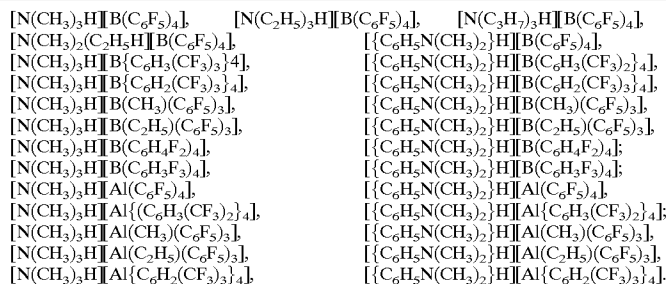 [N(CH₃)₃H][B(C₆F₅)₄], [N(C₂H₅)₃H][B(C₆F₅)₄], [N(C₃H₇)₃H][B(C₆F₅)₄],
[N(CH₃)₂(C₂H₅H][B(C₆F₅)₄], [{C₆H₅N(CH₃)₂}H][B(C₆F₅)₄],
[N(CH₃)₃H][B{C₆H₃(CF₃)₃}4], [{C₆H₅N(CH₃)₂}H][B{C₆H₃(CF₃)₂}₄],
[N(CH₃)₃H][B{C₆H₂(CF₃)₃}₄], [{C₆H₅N(CH₃)₂}H][B{C₆H₂(CF₃)₃}₄],
[N(CH₃)₃H][B(CH₃)(C₆F₅)₃], [{C₆H₅N(CH₃)₂}H][B(CH₃)(C₆F₅)₃],
[N(CH₃)₃H][B(C₂H₅)(C₆F₅)₃], [{C₆H₅N(CH₃)₂}H][B(C₂H₅)(C₆F₅)₃],
[N(CH₃)₃H][B(C₆H₄F₂)₄], [{C₆H₅N(CH₃)₂}H][B(C₆H₄F₂)₄];
[N(CH₃)₃H][B(C₆H₃F₃)₄], [{C₆H₅N(CH₃)₂}H][B(C₆H₃F₃)₄];
[N(CH₃)₃H][Al(C₆F₅)₄], [{C₆H₅N(CH₃)₂}H][Al(C₆F₅)₄],
[N(CH₃)₃H][Al{(C₆H₃(CF₃)₂}₄], [{C₆H₅N(CH₃)₂}H][Al{C₆H₃(CF₃)₂}₄];
[N(CH₃)₃H][Al(CH₃)(C₆F₅)₃], [{C₆H₅N(CH₃)₂}H][Al(CH₃)(C₆F₅)₃],
[N(CH₃)₃H][Al(C₂H₅)(C₆F₅)₃], [{C₆H₅N(CH₃)₂}H][Al(C₂H₅)(C₆F₅)₃],
[N(CH₃)₃H][Al{C₆H₂(CF₃)₃}₄], [{C₆H₅N(CH₃)₂}H][Al{C₆H₂(CF₃)₃}₄].